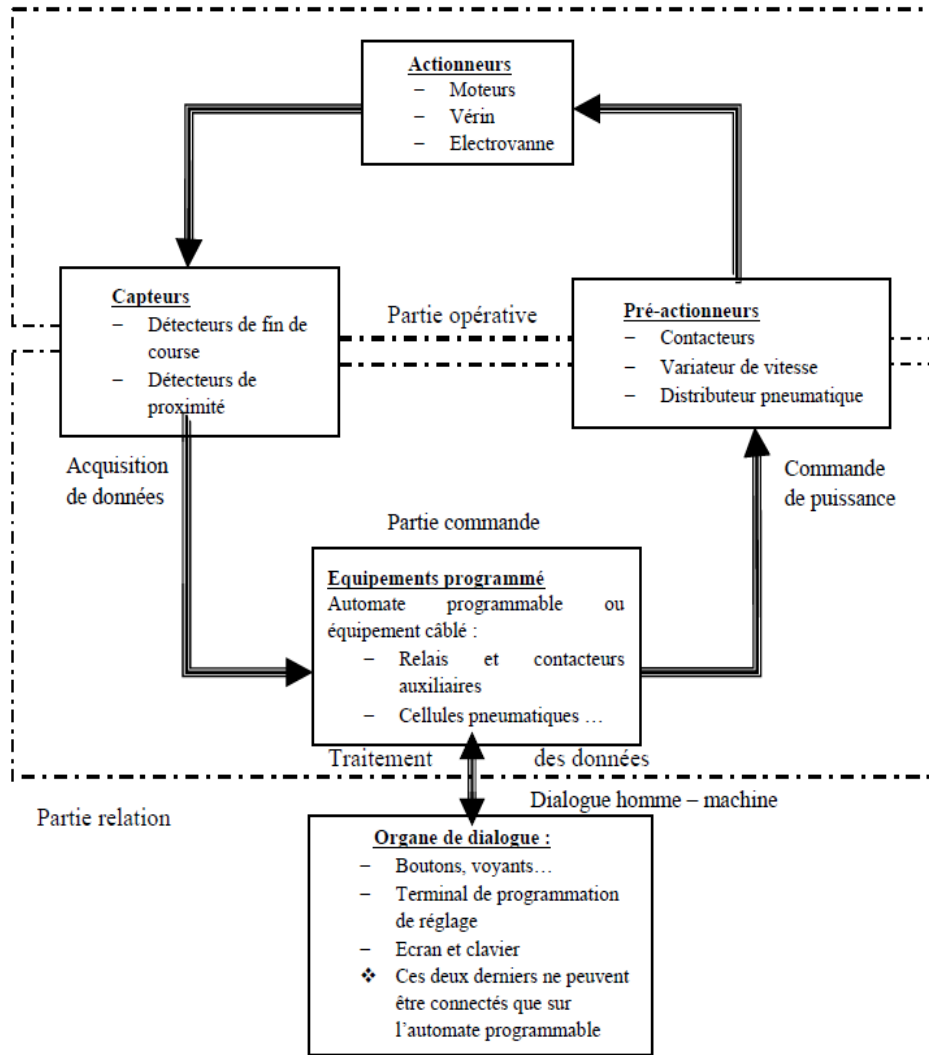 Actionneurs
– Moteurs
– Vérin
– Electrovanne
Capteurs
– Détecteurs de fin de
course
– Détecteurs de
proximité
Partie opérative
Pré-actionneurs
– Contacteurs
– Variateur de vitesse
– Distributeur pneumatique
Acquisition
de données
Commande
de puissance
Partie commande
Equipements programmé
Automate programmable ou
équipement câblé :
– Relais et contacteurs
auxiliaires
– Cellules pneumatiques …
Traitement des données
Dialogue homme – machine
Partie relation
Organe de dialogue :
– Boutons, voyants…
– Terminal de programmation
de réglage
– Ecran et clavier
❖ Ces deux derniers ne peuvent
être connectés que sur
l’automate programmable